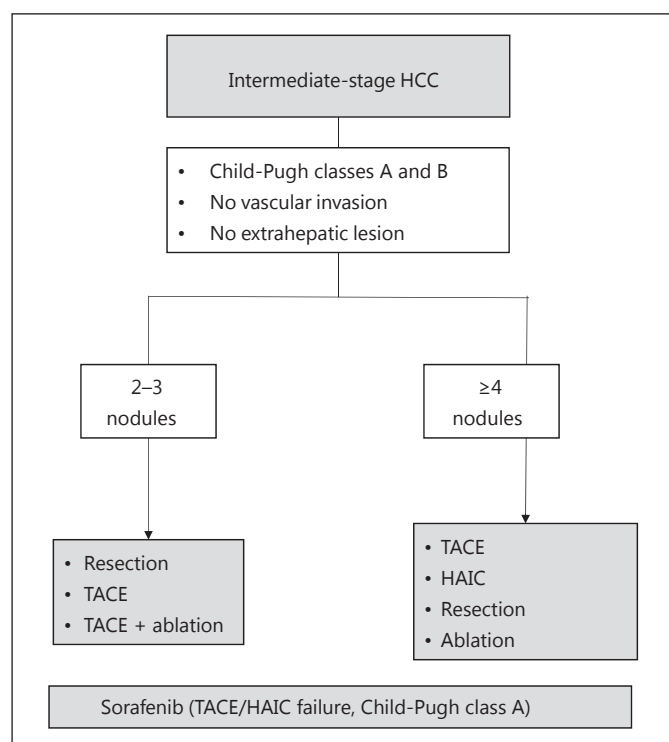 Intermediate-stage HCC
• Child-Pugh classes A and B
• No vascular invasion
• No extrahepatic lesion
2–3
nodules
≥4
nodules
• Resection
• TACE
• TACE + ablation
• TACE
• HAIC
• Resection
• Ablation
Sorafenib (TACE/HAIC failure, Child-Pugh class A)